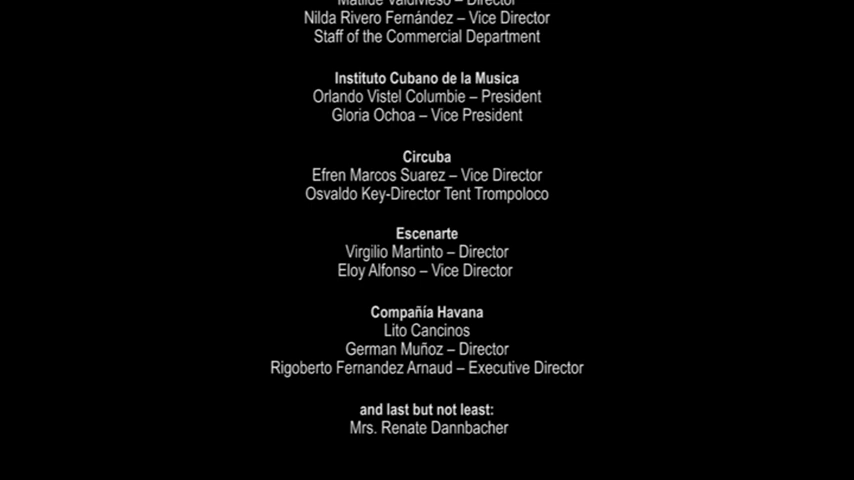 Matilde Valdivieso – Director
Nilda Rivero Fernández – Vice Director
Staff of the Commercial Department
Instituto Cubano de la Musica
Orlando Vistel Columbie – President
Gloria Ochoa – Vice President
Circuba
Efren Marcos Suarez – Vice Director
Osvaldo Key-Director Tent Trompoloco
Escenarte
Virgilio Martinto – Director
Eloy Alfonso – Vice Director
Compañía Havana
Lito Cancinos
German Muñoz – Director
Rigoberto Fernandez Arnaud – Executive Director
and last but not least:
Mrs. Renate Dannbacher